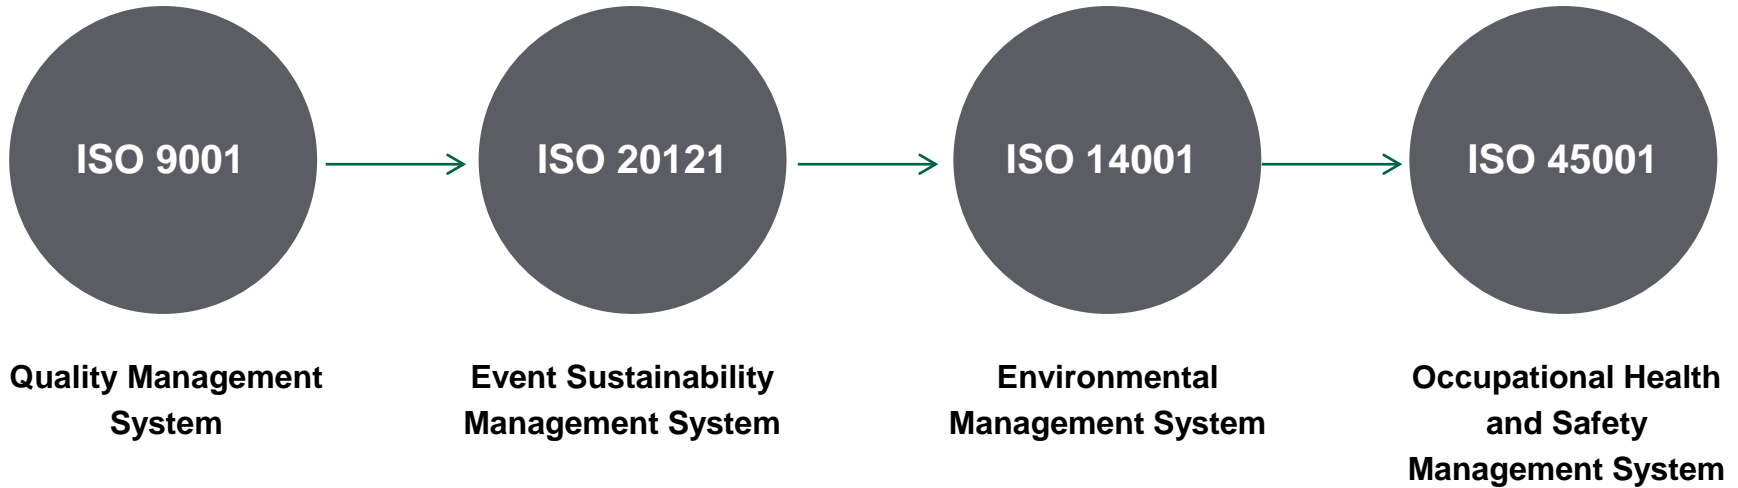 ISO 9001
ISO 20121
ISO 14001
ISO 45001
Quality Management
System
Event Sustainability
Management System
Environmental
Management System
Occupational Health
and Safety
Management System